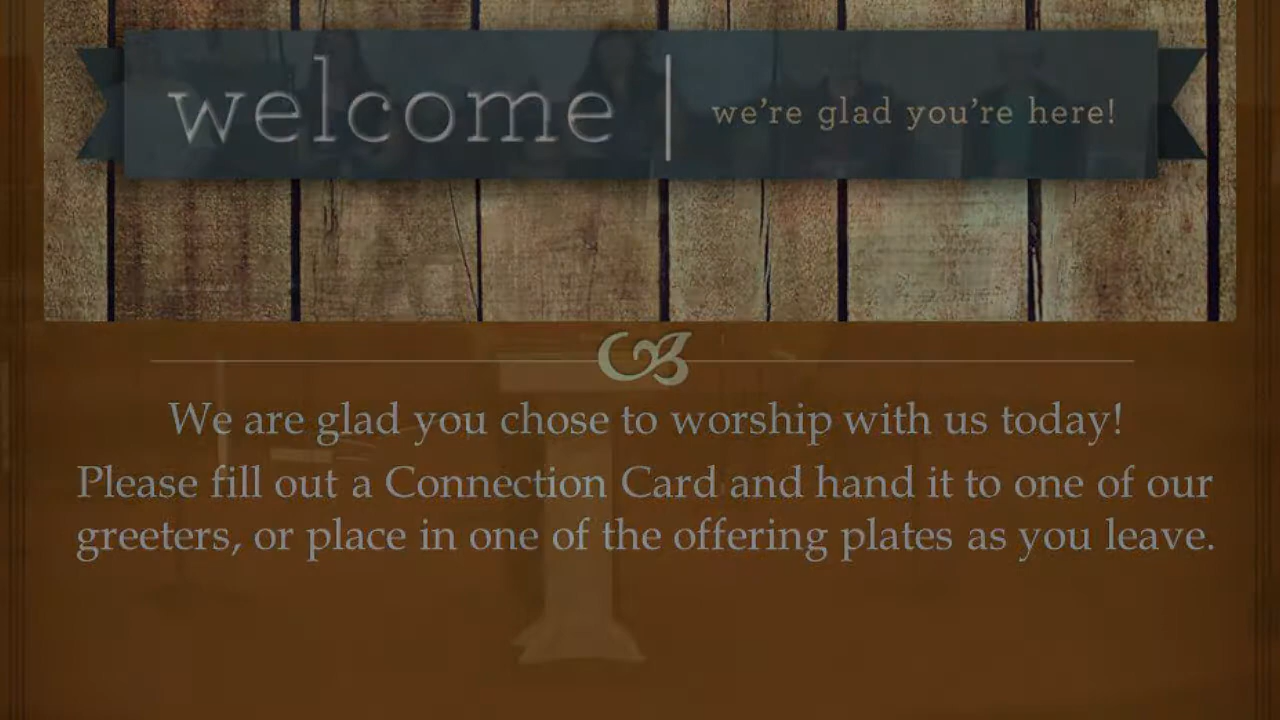 welcome | we're glad you're here!
We are glad you chose to worship with us today!
Please fill out a Connection Card and hand it to one of our
greeters, or place in one of the offering plates as you leave.